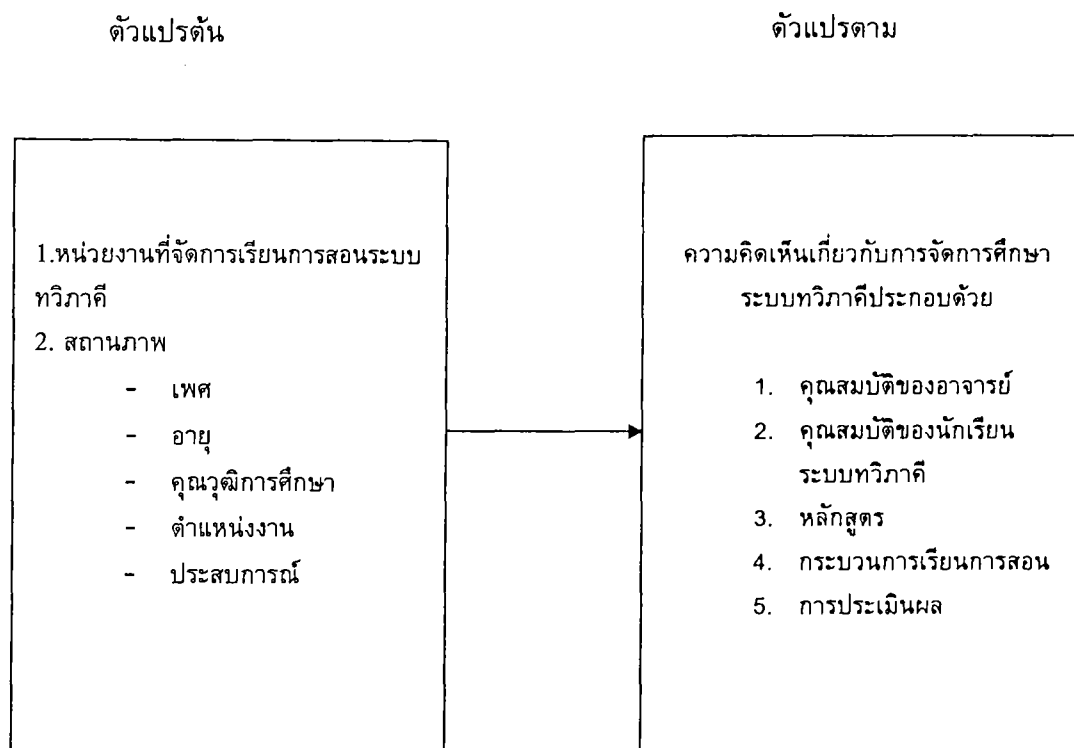 ตัวแปรต้น
ตัวแปรตาม
1.หน่วยงานที่จัดการเรียนการสอนระบบ
ทวิภาคี
2. สถานภาพ
- เพศ
- อายุ
- คุณวุฒิการศึกษา
- ตำแหน่งงาน
- ประสบการณ์
ความคิดเห็นเกี่ยวกับการจัดการศึกษา
ระบบทวิภาคีประกอบด้วย
1. คุณสมบัติของอาจารย์
2. คุณสมบัติของนักเรียน
ระบบทวิภาคี
3. หลักสูตร
4. กระบวนการเรียนการสอน
5. การประเมินผล